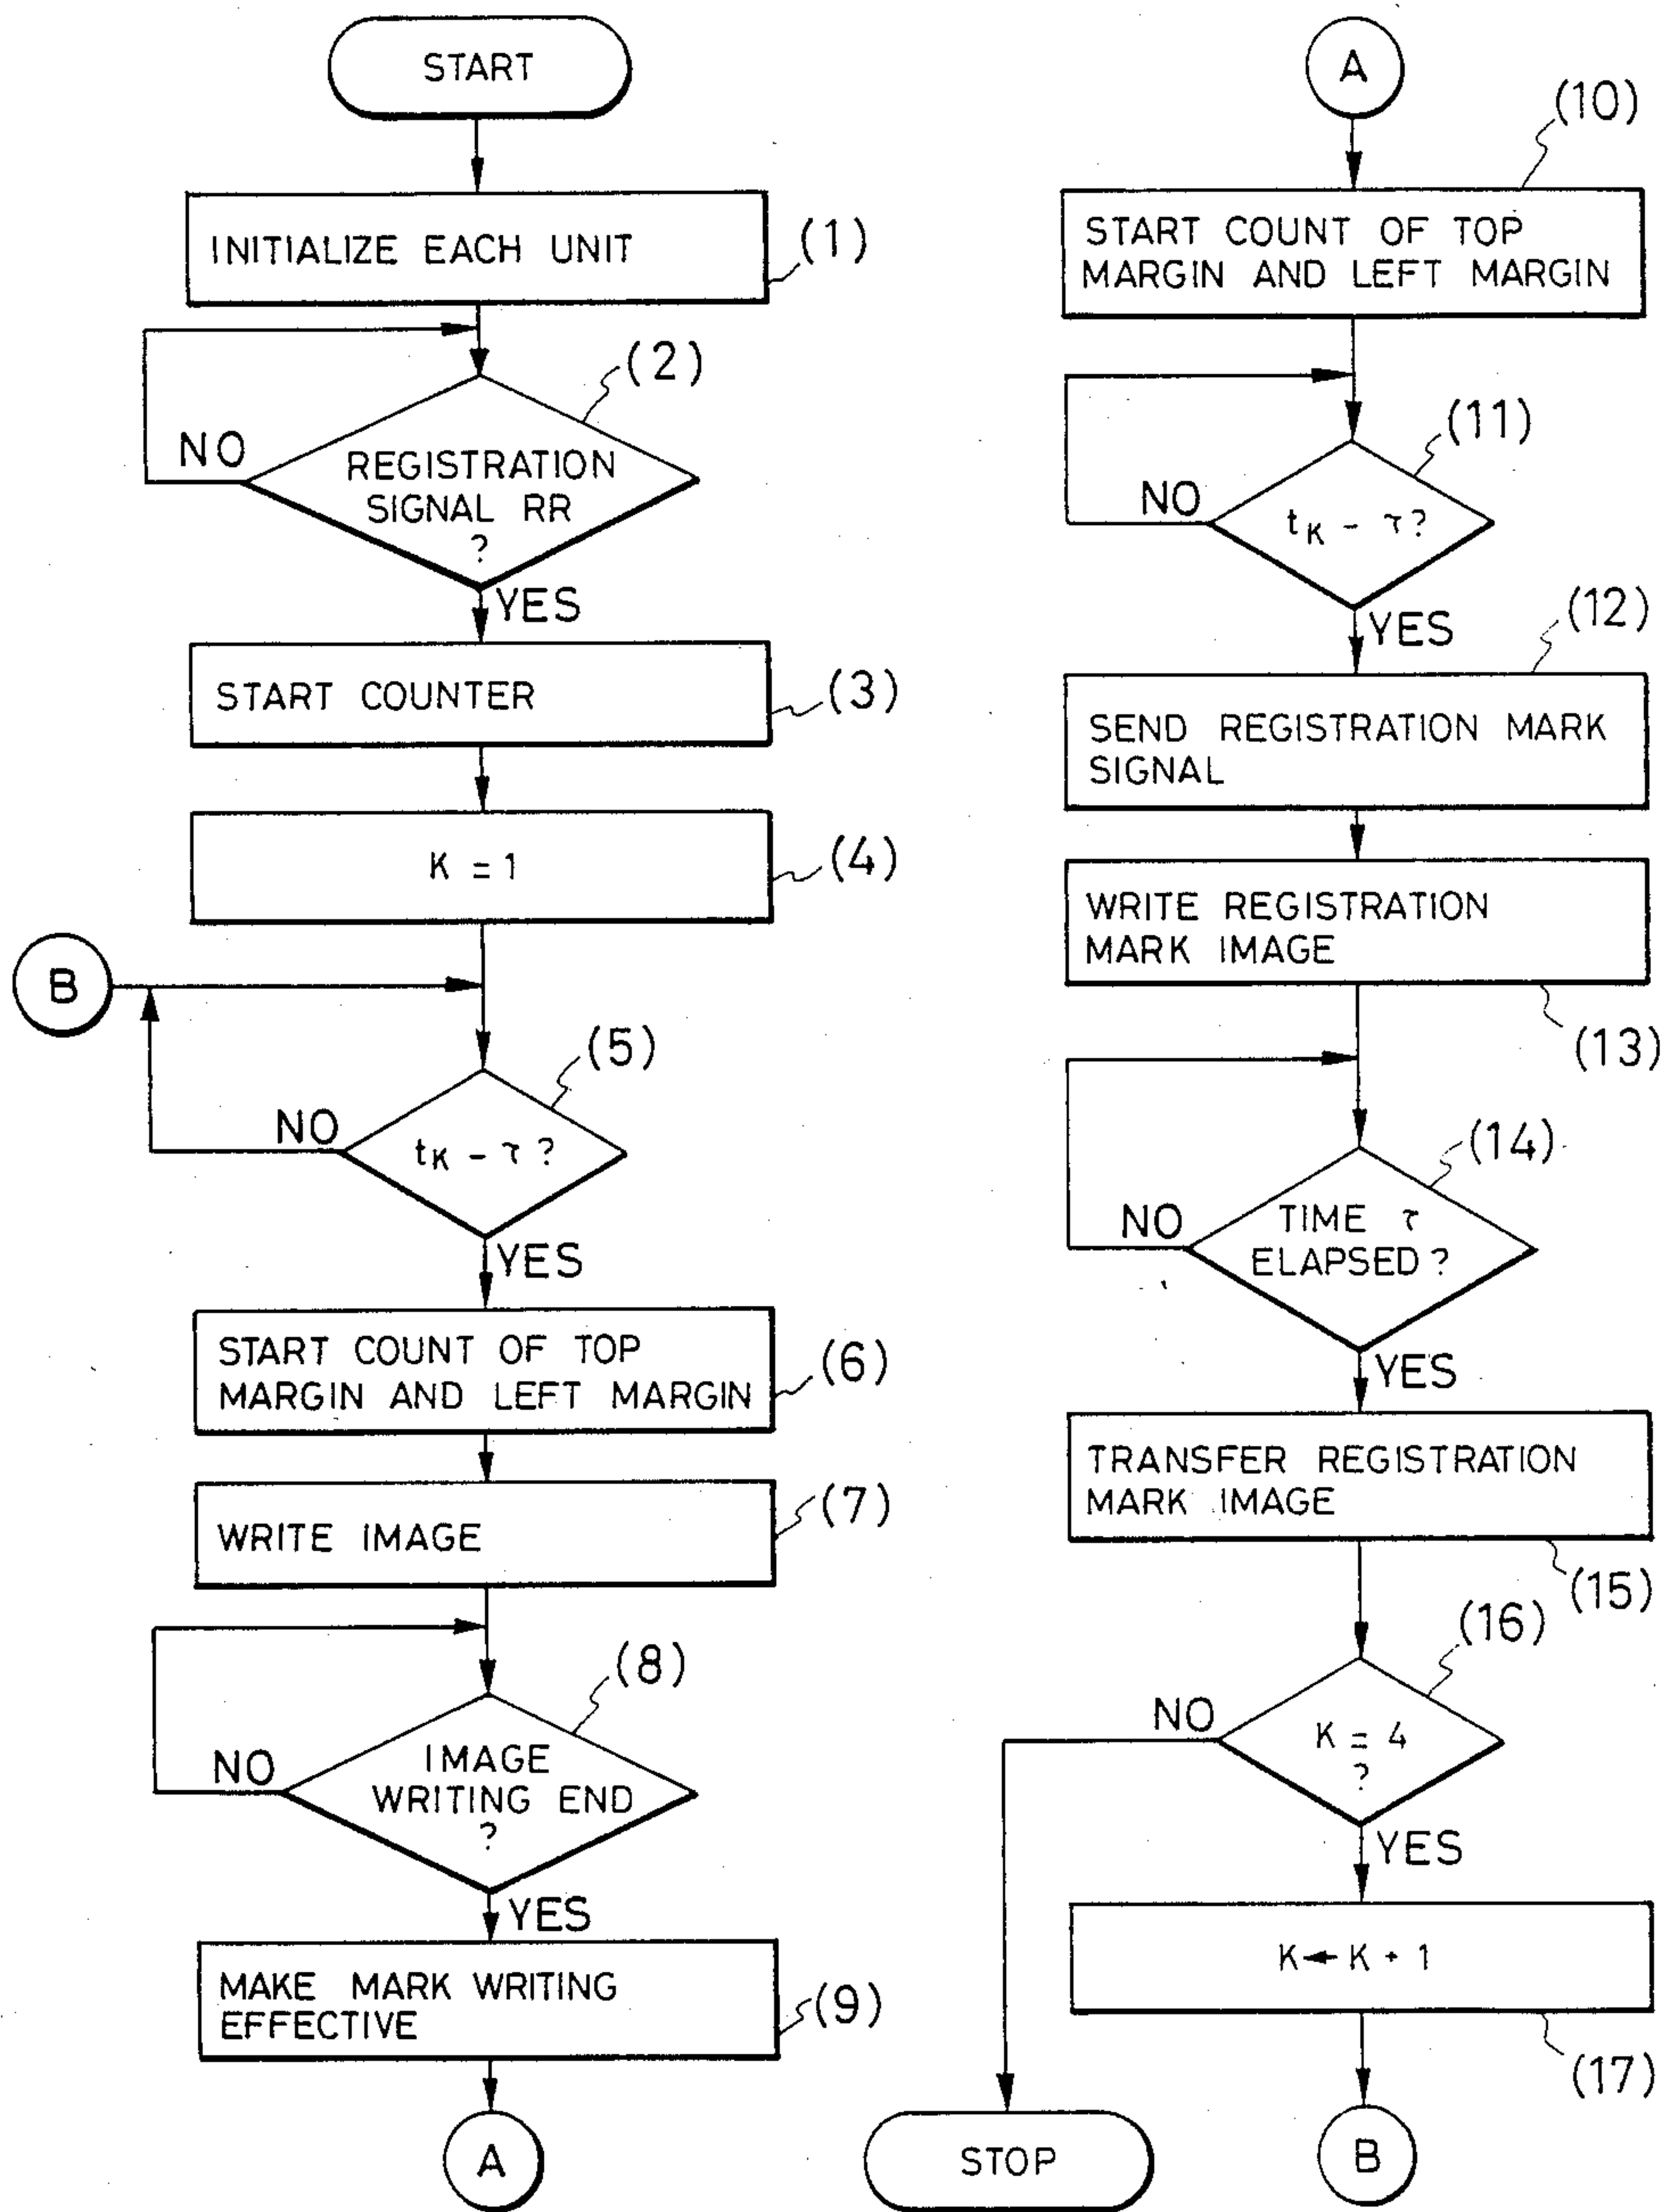 START
INITIALIZE EACH UNIT
(1)
(2)
NO
REGISTRATION
SIGNAL RR
?
YES
START COUNTER
(3)
K = 1
(4)
B
(5)
NO
tK - τ ?
YES
START COUNT OF TOP
MARGIN AND LEFT MARGIN
(6)
WRITE IMAGE
(7)
(8)
NO
IMAGE
WRITING END
?
YES
MAKE MARK WRITING
EFFECTIVE
(9)
A
A
(10)
START COUNT OF TOP
MARGIN AND LEFT MARGIN
(11)
NO
tK - τ ?
YES
(12)
SEND REGISTRATION MARK
SIGNAL
WRITE REGISTRATION
MARK IMAGE
(13)
(14)
NO
TIME τ
ELAPSED ?
YES
TRANSFER REGISTRATION
MARK IMAGE
(15)
(16)
NO
K = 4
?
YES
K ← K + 1
(17)
STOP
B